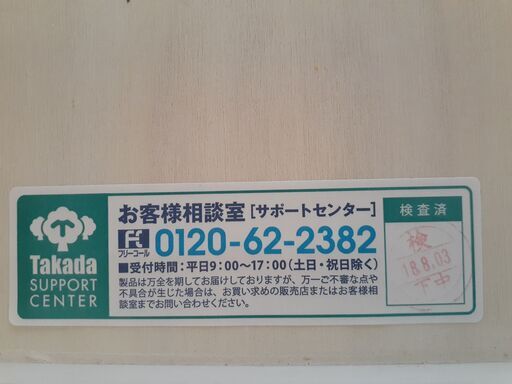 Takada
SUPPORT
CENTER
お客様相談室[サポートセンター]
フリーコール 0120-62-2382
■受付時間:平日9:00〜17:00(土日・祝日除く)
製品は万全を期してお届けしておりますが、万一ご不審な点や
不具合が生じた場合は、お買い求めの販売店またはお客様相
談室までお問い合わせください。
検査済
検
18.8.03